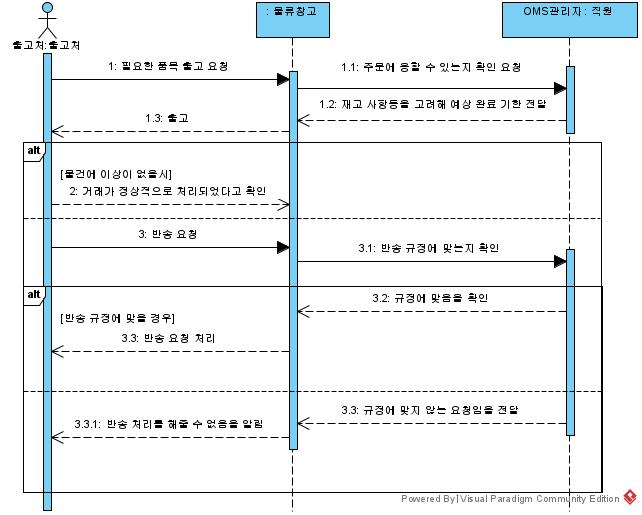 : 물류창고
OMS관리자 : 직원
출고처:출고처
1: 필요한 품목 출고 요청
1.1: 주문에 응할 수 있는지 확인 요청
1.2: 재고 사항등을 고려해 예상 완료 기한 전달
1.3: 출고
alt
[물건에 이상이 없을시]
2: 거래가 정상적으로 처리되었다고 확인
3: 반송 요청
3.1: 반송 규정에 맞는지 확인
alt
3.2: 규정에 맞음을 확인
[반송 규정에 맞을 경우]
3.3: 반송 요청 처리
3.3: 규정에 맞지 않는 요청임을 전달
3.3.1: 반송 처리를 해줄 수 없음을 알림
Powered By Visual Paradigm Community Edition